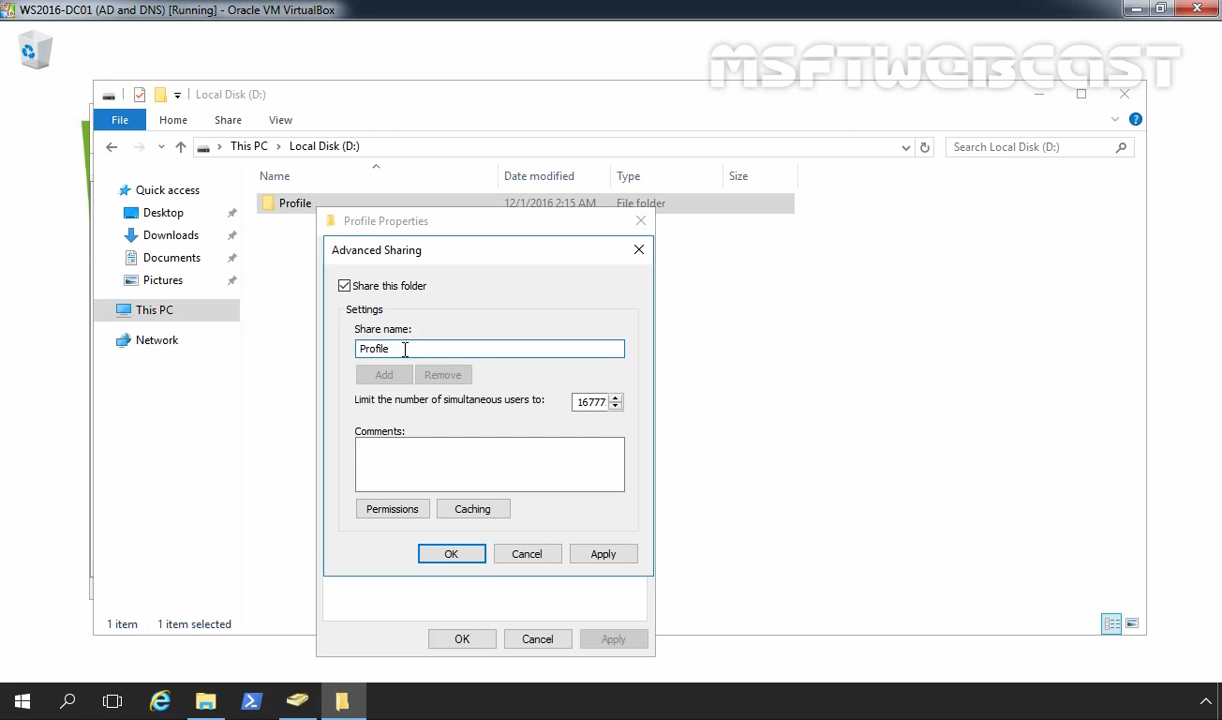 WS2016-DC01 (AD and DNS) [Running] - Oracle VM VirtualBox
MSFTWEBCAST
Local Disk (D:)
File Home Share View
This PC > Local Disk (D:)
Search Local Disk (D:)
Name Date modified Type Size
Quick access
Desktop
Downloads
Documents
Pictures
This PC
Network
Profile 12/1/2016 2:15 AM File folder
Profile Properties
Advanced Sharing
Share this folder
Settings
Share name:
Profile
Add Remove
Limit the number of simultaneous users to: 16777
Comments:
Permissions Caching
OK Cancel Apply
OK Cancel Apply
1 item 1 item selected